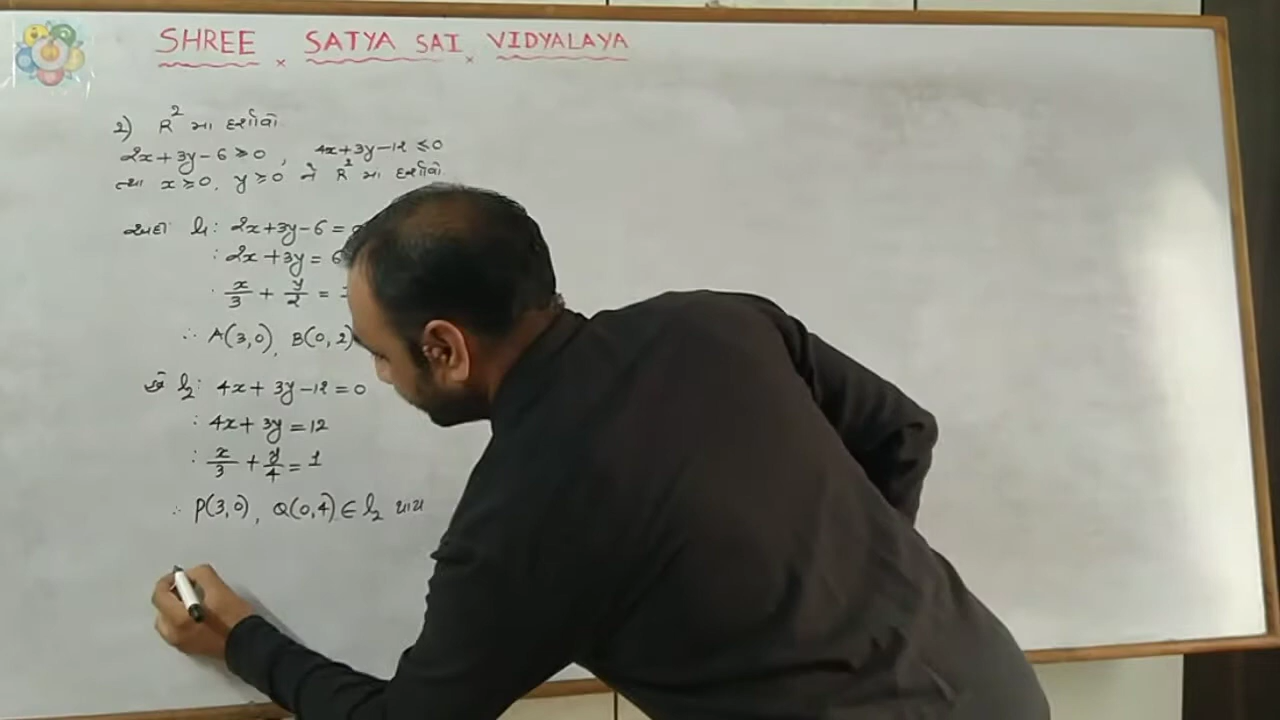 SHREE × SATYA SAI × VIDYALAYA
2) R² મા દર્શાવો
2x+3y-6 ≥ 0 , 4x+3y-12 ≤ 0
તથા x ≥ 0, y ≥ 0 ને R² મા દર્શાવો.
અહી l₁ : 2x+3y-6 =
: 2x+3y = 6
: x/3 + y/2 =
∴ A(3,0), B(0,2)
l₂ : 4x+3y-12 = 0
: 4x+3y = 12
: x/3 + y/4 = 1
∴ P(3,0), Q(0,4) ∈ l₂ થાય